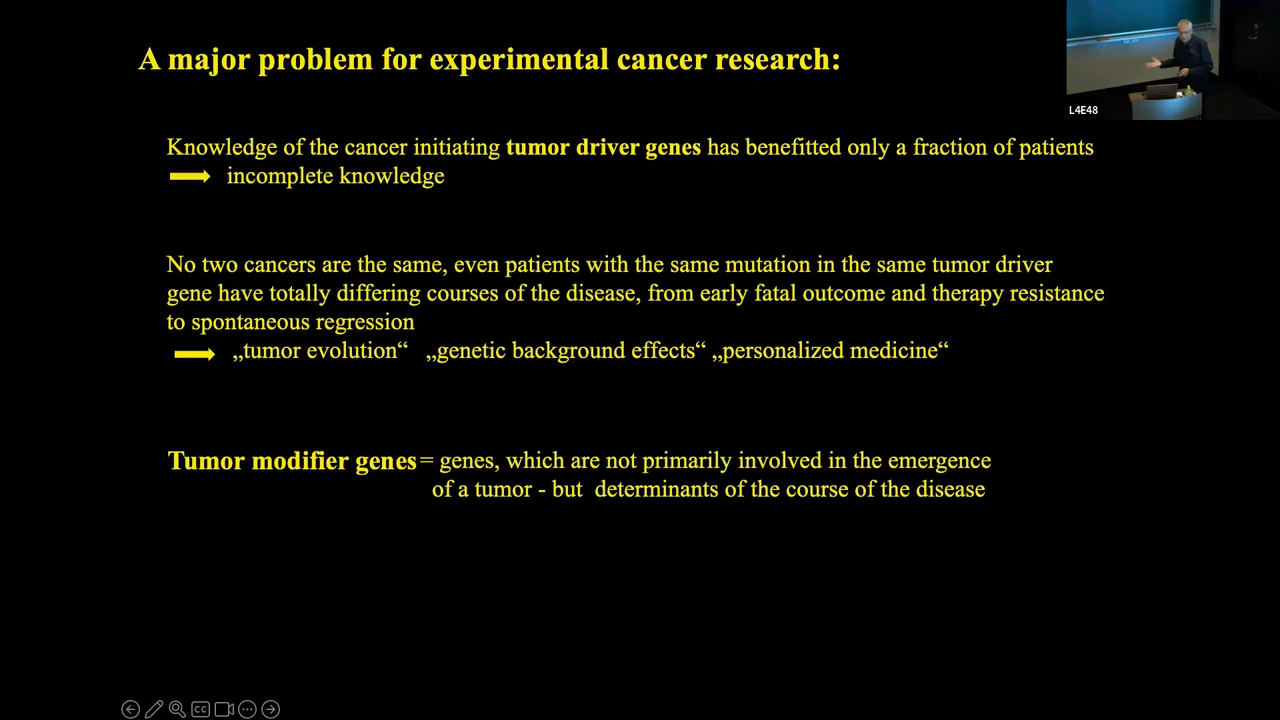 A major problem for experimental cancer research:
L4E48
Knowledge of the cancer initiating tumor driver genes has benefitted only a fraction of patients
incomplete knowledge
No two cancers are the same, even patients with the same mutation in the same tumor driver
gene have totally differing courses of the disease, from early fatal outcome and therapy resistance
to spontaneous regression
„tumor evolution“ „genetic background effects“ „personalized medicine“
Tumor modifier genes = genes, which are not primarily involved in the emergence
of a tumor - but determinants of the course of the disease
CC